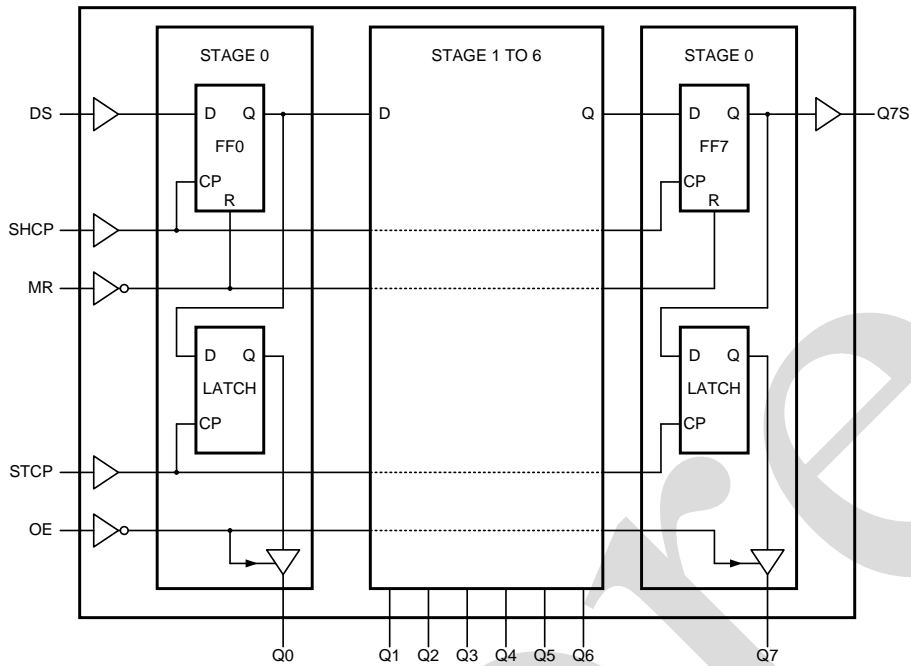 STAGE 0 STAGE 1 TO 6 STAGE 0
DS D Q D Q D Q Q7S
FF0 FF7
CP CP
R R
SHCP
MR
D Q D Q
LATCH LATCH
CP CP
STCP
OE
Q0 Q1 Q2 Q3 Q4 Q5 Q6 Q7